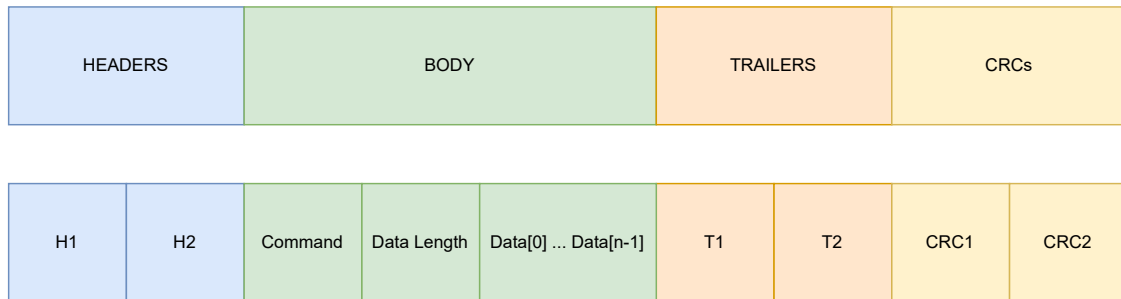 HEADERS
BODY
TRAILERS
CRCs
H1
H2
Command
Data Length
Data[0] ... Data[n-1]
T1
T2
CRC1
CRC2